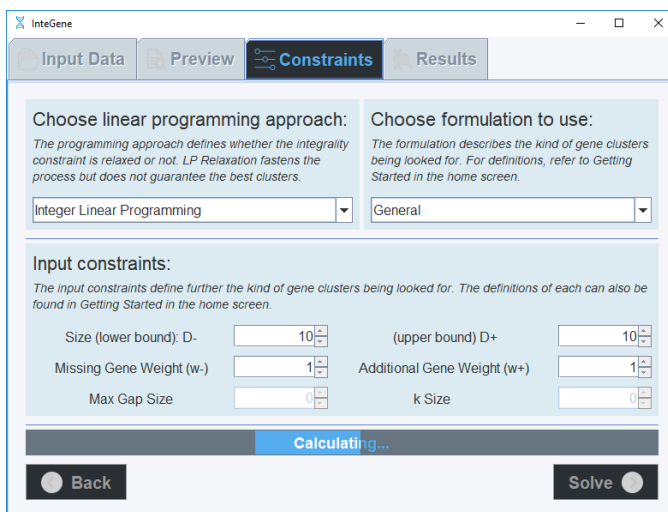 InteGene
Input Data
Preview
Constraints
Results
Choose linear programming approach:
The programming approach defines whether the integrality
constraint is relaxed or not. LP Relaxation fastens the
process but does not guarantee the best clusters.
Integer Linear Programming
Choose formulation to use:
The formulation describes the kind of gene clusters
being looked for. For definitions, refer to Getting
Started in the home screen.
General
Input constraints:
The input constraints define further the kind of gene clusters being looked for. The definitions of each can also be
found in Getting Started in the home screen.
Size (lower bound): D- 10 (upper bound) D+ 10
Missing Gene Weight (w-) 1 Additional Gene Weight (w+) 1
Max Gap Size 0 k Size 0
Calculating...
Back
Solve